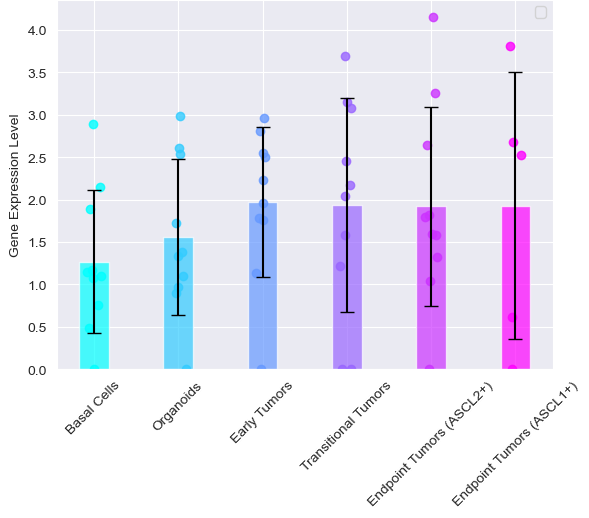 4.0
3.5
3.0
2.5
2.0
1.5
1.0
0.5
0.0
Gene Expression Level
Basal Cells
Organoids
Early Tumors
Transitional Tumors
Endpoint Tumors (ASCL2+)
Endpoint Tumors (ASCL1+)